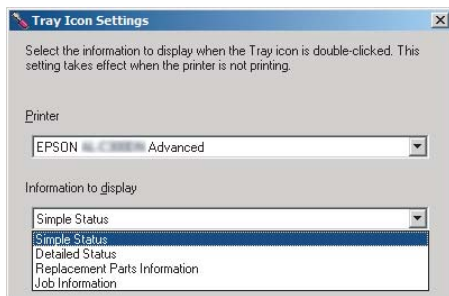 Tray Icon Settings
Select the information to display when the Tray icon is double-clicked. This
setting takes effect when the printer is not printing.
Printer
EPSON Advanced
Information to display
Simple Status
Simple Status
Detailed Status
Replacement Parts Information
Job Information